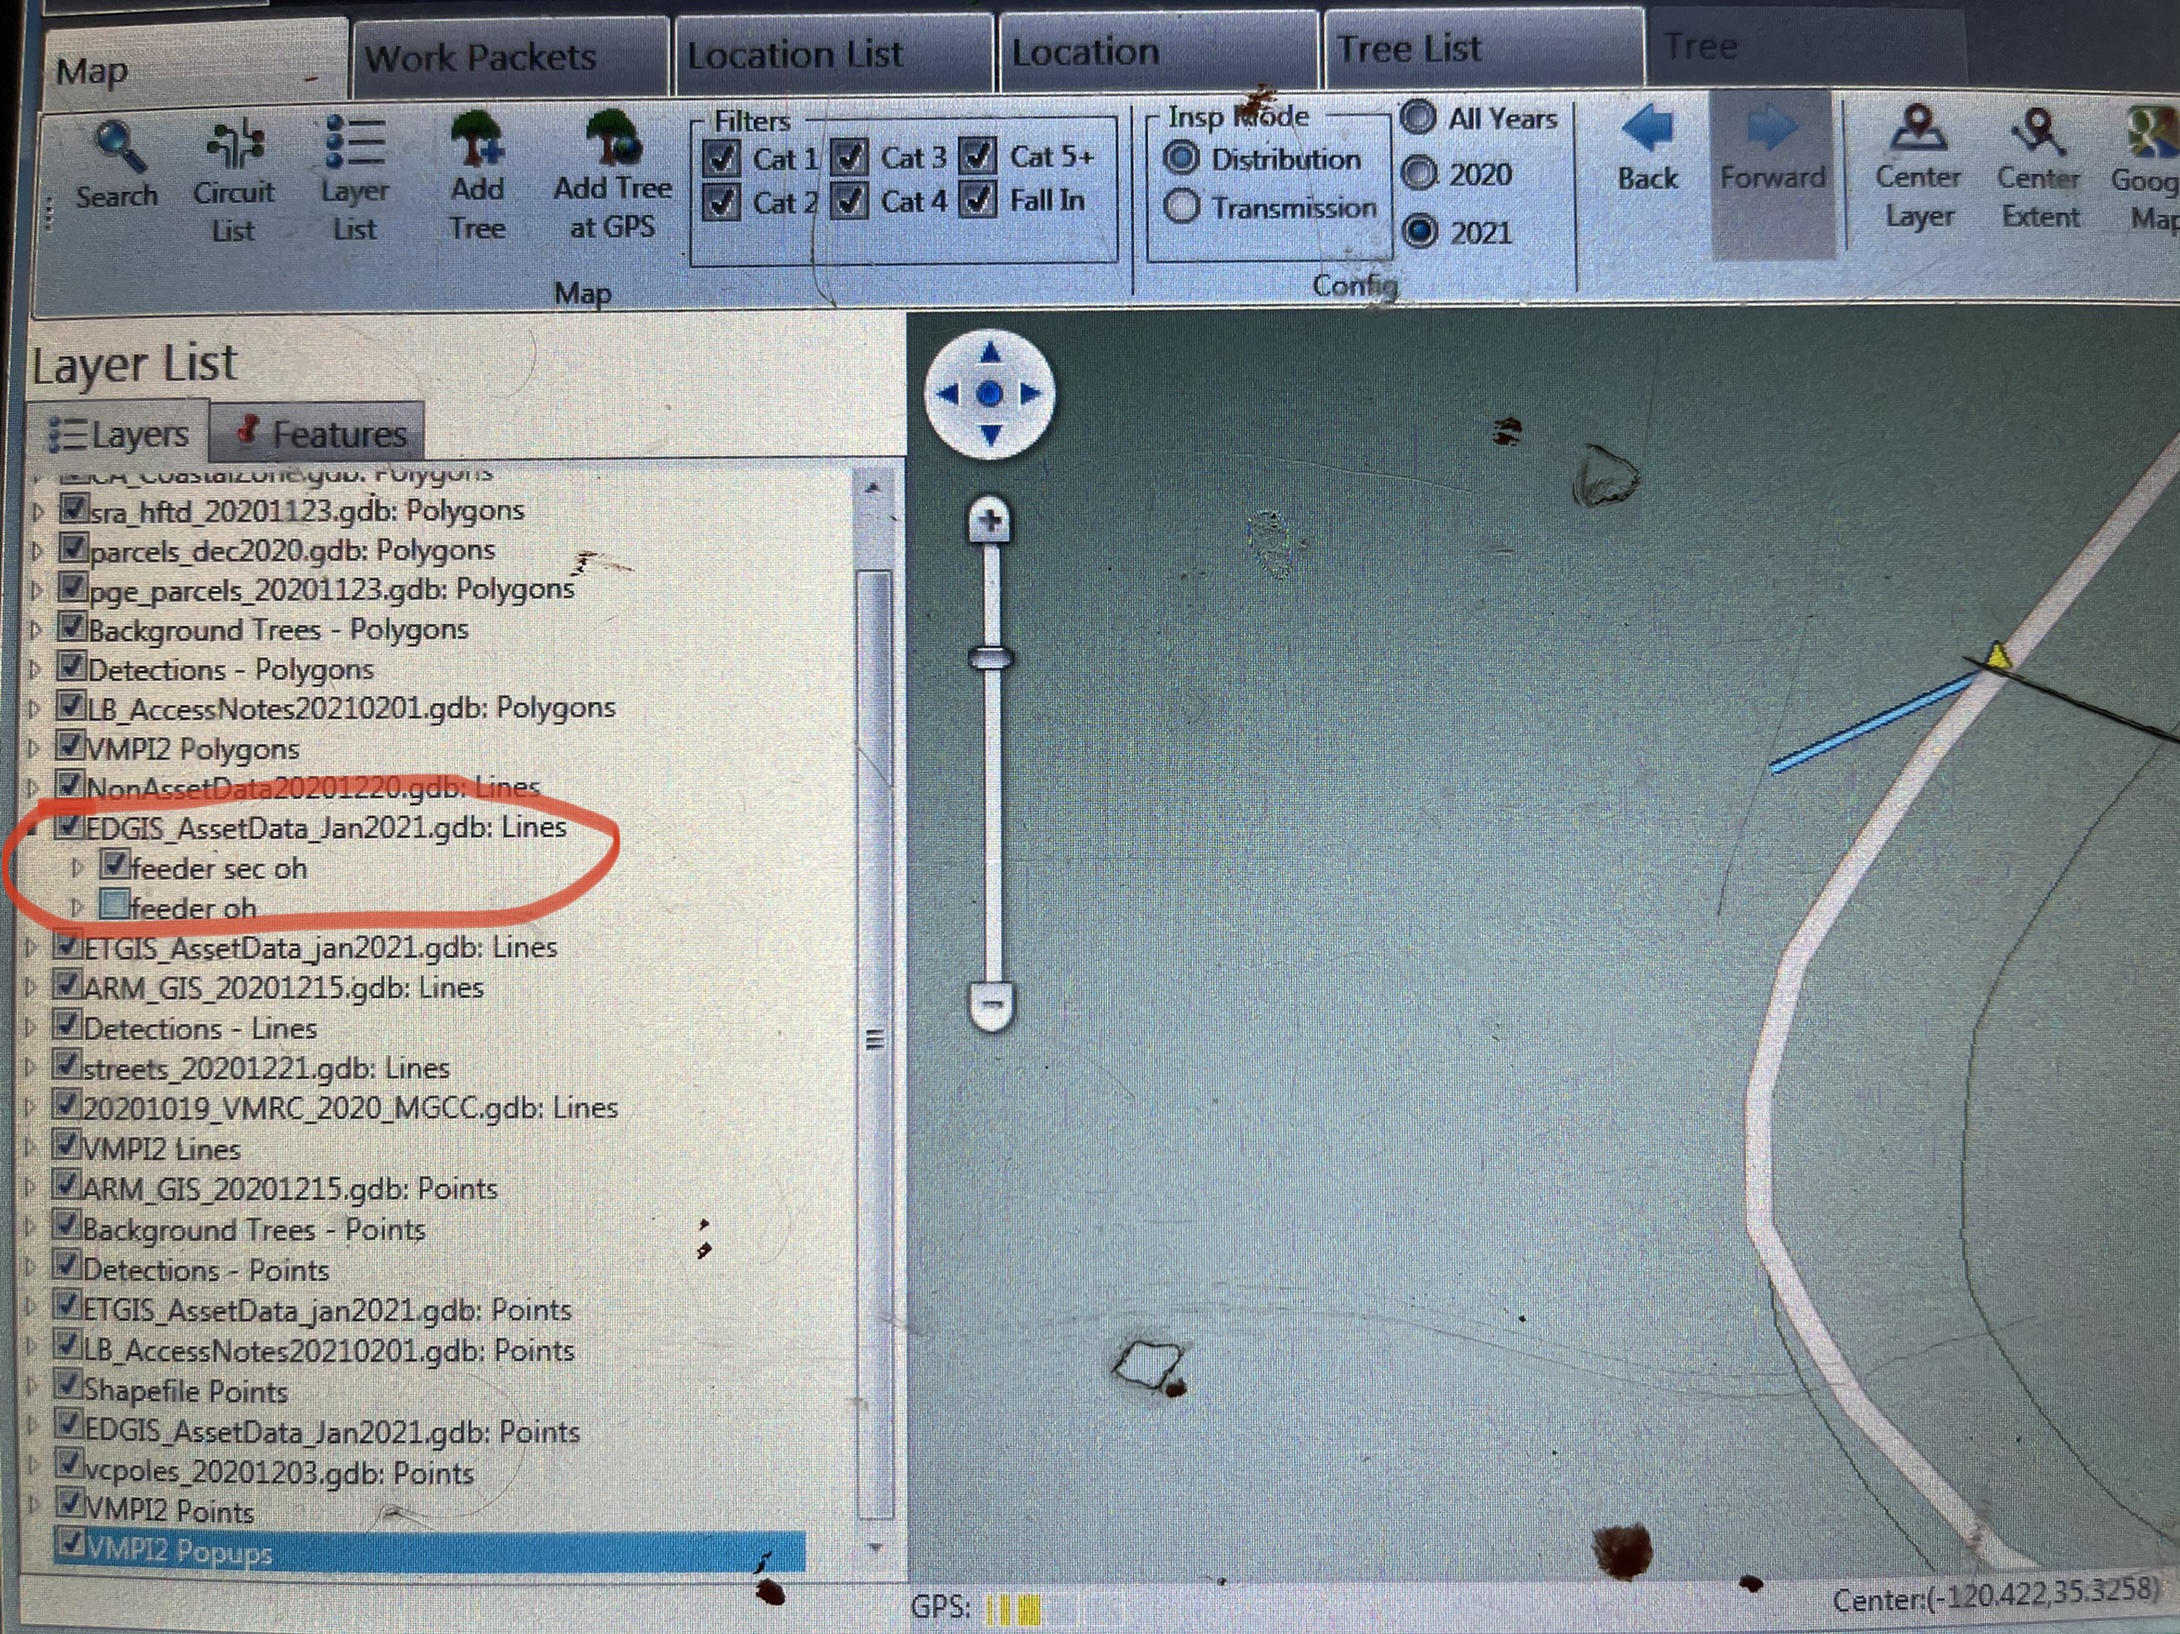 Map
Work Packets
Location List
Location
Tree List
Tree
Search
Circuit List
Layer List
Add Tree
Add Tree at GPS
Filters
Cat 1
Cat 3
Cat 5+
Cat 2
Cat 4
Fall In
Map
Insp Mode
Distribution
Transmission
All Years
2020
2021
Config
Back
Forward
Center Layer
Center Extent
Goog
Map
Layer List
Layers
Features
CA_CoastalZone.gdb: Polygons
sra_hftd_20201123.gdb: Polygons
parcels_dec2020.gdb: Polygons
pge_parcels_20201123.gdb: Polygons
Background Trees - Polygons
Detections - Polygons
LB_AccessNotes20210201.gdb: Polygons
VMPI2 Polygons
NonAssetData20201220.gdb: Lines
EDGIS_AssetData_Jan2021.gdb: Lines
feeder sec oh
feeder oh
ETGIS_AssetData_jan2021.gdb: Lines
ARM_GIS_20201215.gdb: Lines
Detections - Lines
streets_20201221.gdb: Lines
20201019_VMRC_2020_MGCC.gdb: Lines
VMPI2 Lines
ARM_GIS_20201215.gdb: Points
Background Trees - Points
Detections - Points
ETGIS_AssetData_jan2021.gdb: Points
LB_AccessNotes20210201.gdb: Points
Shapefile Points
EDGIS_AssetData_Jan2021.gdb: Points
vcpoles_20201203.gdb: Points
VMPI2 Points
VMPI2 Popups
GPS:
Center:(-120.422,35.3258)